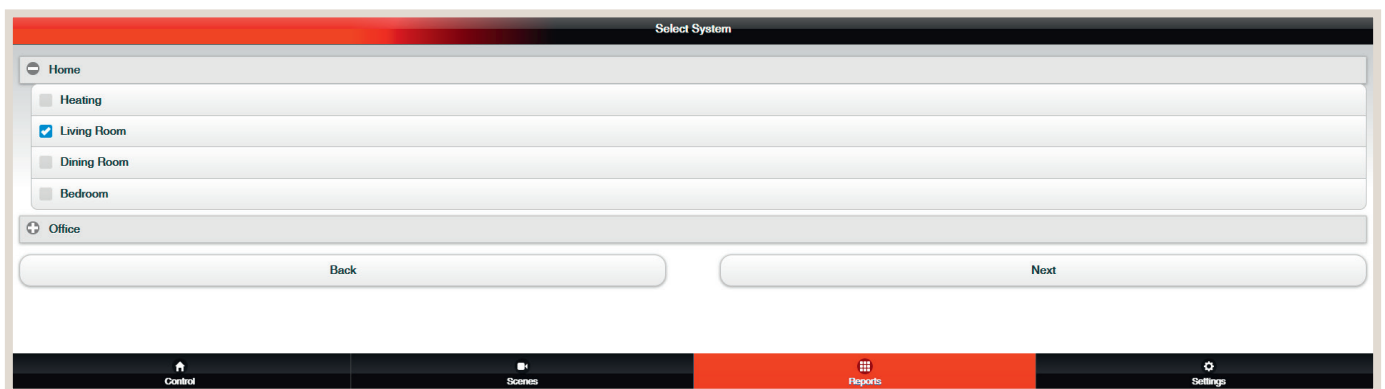 Select System
Home
Heating
Living Room
Dining Room
Bedroom
Office
Back Next
Control Scenes Reports Settings